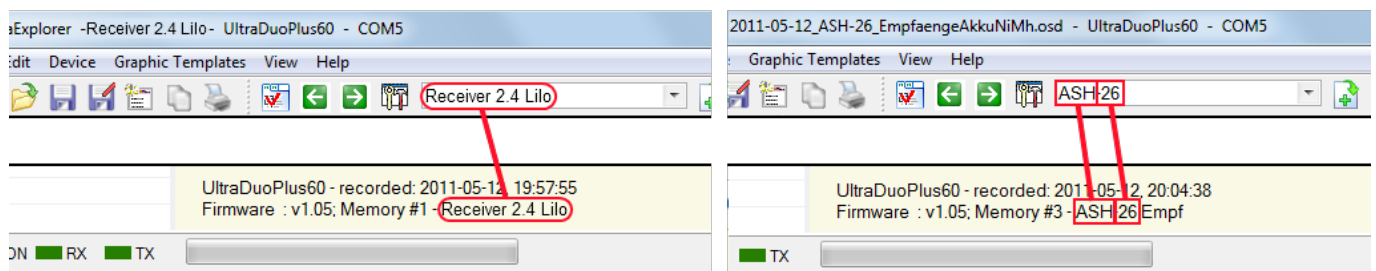 aExplorer -Receiver 2.4 Lilo- UltraDuoPlus60 - COM5
Edit Device Graphic Templates View Help
Receiver 2.4 Lilo
UltraDuoPlus60 - recorded: 2011-05-12, 19:57:55
Firmware : v1.05; Memory #1 - Receiver 2.4 Lilo
ON RX TX
2011-05-12_ASH-26_EmpfaengeAkkuNiMh.osd - UltraDuoPlus60 - COM5
Graphic Templates View Help
ASH-26
UltraDuoPlus60 - recorded: 2011-05-12, 20:04:38
Firmware : v1.05; Memory #3 - ASH-26 Empf
TX